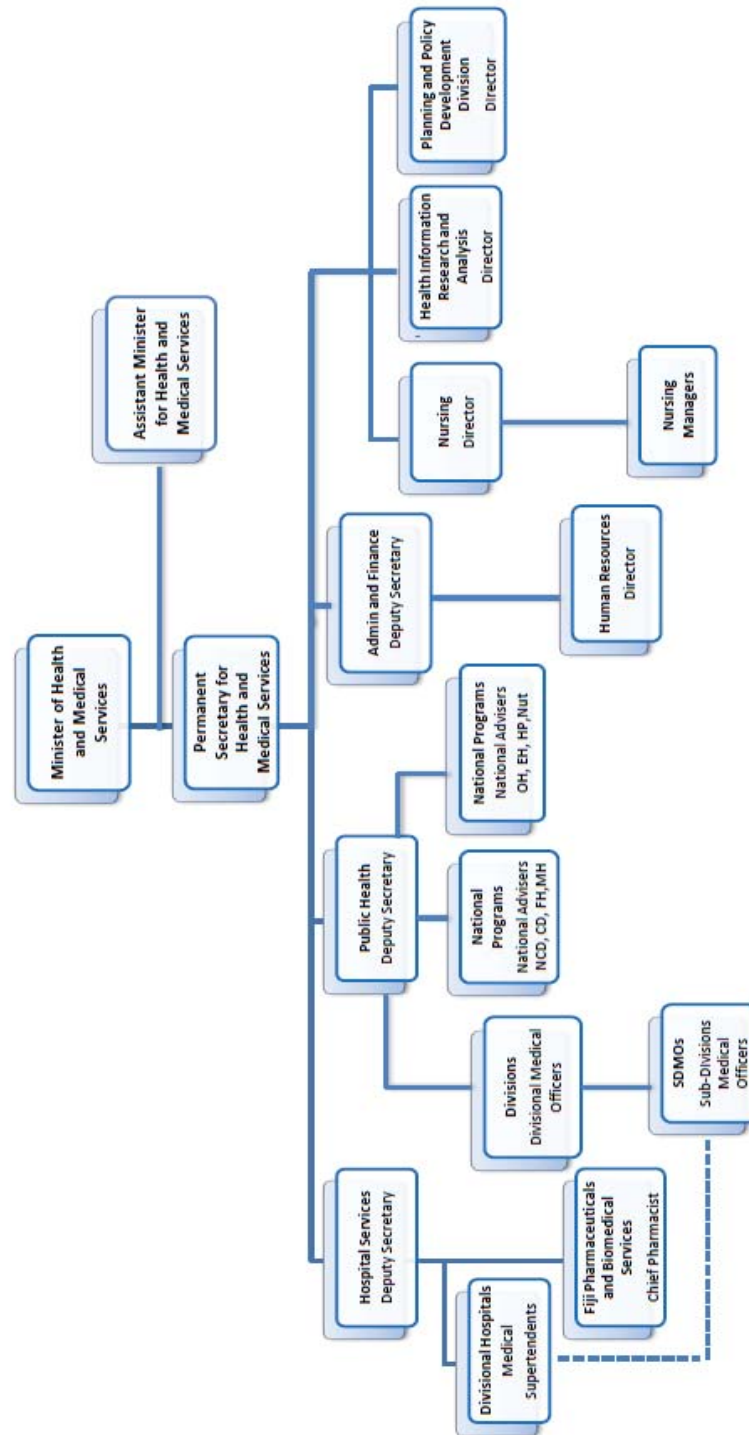 Minister of Health
and Medical
Services
Assistant Minister
for Health and
Medical Services
Permanent
Secretary for
Health and
Medical Services
Hospital Services
Deputy Secretary
Public Health
Deputy Secretary
Admin and Finance
Deputy Secretary
Nursing
Director
Health Information
Research and
Analysis
Director
Planning and Policy
Development
Division
Director
Divisional Hospitals
Medical
Supertendents
Fiji Pharmaceuticals
and Biomedical
Services
Chief Pharmacist
Divisions
Divisional Medical
Officers
National
Programs
National Advisers
NCD, CD, FH,MH
National Programs
National Advisers
OH, EH, HP,Nut
Human Resources
Director
Nursing
Managers
SDMOs
Sub-Divisions
Medical
Officers